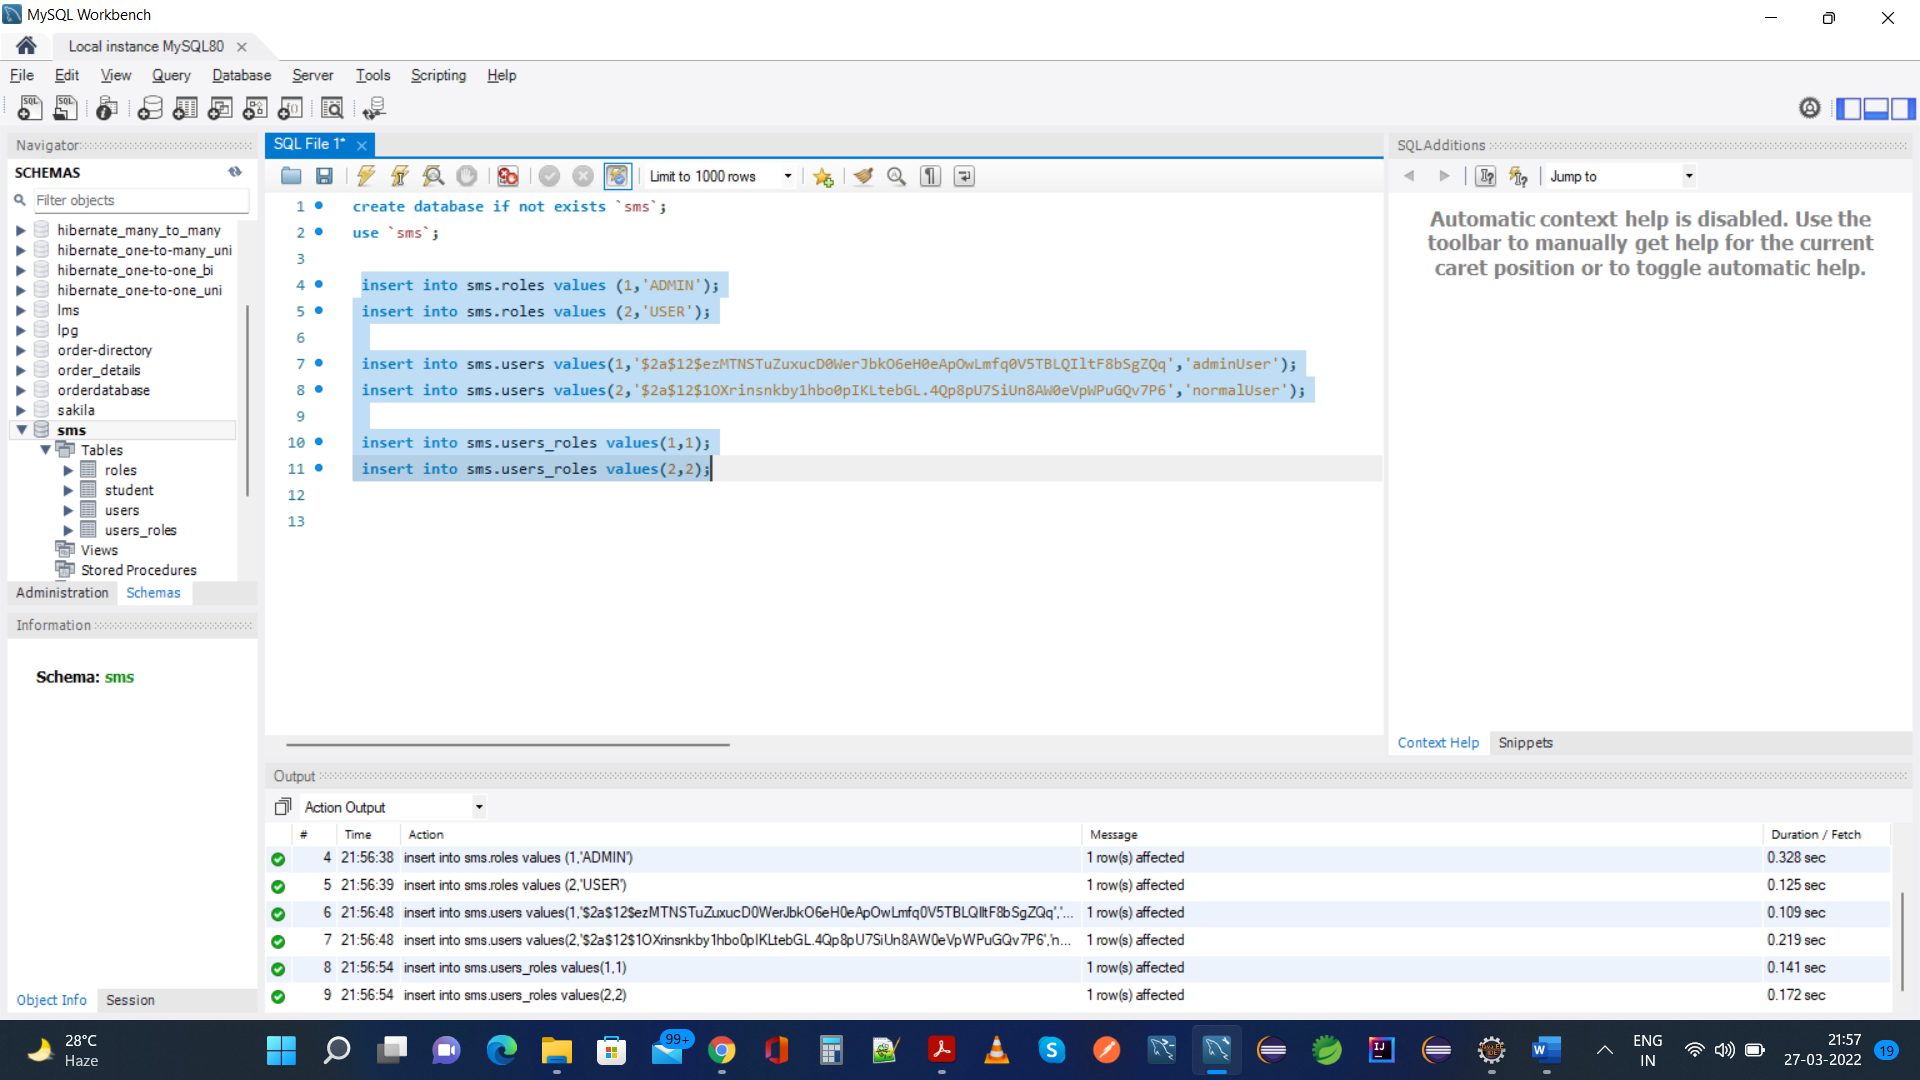 MySQL Workbench
Local instance MySQL80
File Edit View Query Database Server Tools Scripting Help
Navigator
SCHEMAS
Filter objects
hibernate_many_to_many
hibernate_one-to-many_uni
hibernate_one-to-one_bi
hibernate_one-to-one_uni
lms
lpg
order-directory
order_details
orderdatabase
sakila
sms
Tables
roles
student
users
users_roles
Views
Stored Procedures
Administration Schemas
Information
Schema: sms
Object Info Session
SQL File 1*
Limit to 1000 rows
1 create database if not exists `sms`;
2 use `sms`;
3
4 insert into sms.roles values (1,'ADMIN');
5 insert into sms.roles values (2,'USER');
6
7 insert into sms.users values(1,'$2a$12$ezMTNSTuZuxucD0WerJbkO6eH0eApOwLmfq0V5TBLQIltF8bSgZQq','adminUser');
8 insert into sms.users values(2,'$2a$12$1OXrinsnkby1hbo0pIKLtebGL.4Qp8pU7SiUn8AW0eVpWPuGQv7P6','normalUser');
9
10 insert into sms.users_roles values(1,1);
11 insert into sms.users_roles values(2,2);
12
13
SQLAdditions
Jump to
Automatic context help is disabled. Use the
toolbar to manually get help for the current
caret position or to toggle automatic help.
Context Help Snippets
Output
Action Output
# Time Action Message Duration / Fetch
4 21:56:38 insert into sms.roles values (1,'ADMIN') 1 row(s) affected 0.328 sec
5 21:56:39 insert into sms.roles values (2,'USER') 1 row(s) affected 0.125 sec
6 21:56:48 insert into sms.users values(1,'$2a$12$ezMTNSTuZuxucD0WerJbkO6eH0eApOwLmfq0V5TBLQIltF8bSgZQq','... 1 row(s) affected 0.109 sec
7 21:56:48 insert into sms.users values(2,'$2a$12$1OXrinsnkby1hbo0pIKLtebGL.4Qp8pU7SiUn8AW0eVpWPuGQv7P6','n... 1 row(s) affected 0.219 sec
8 21:56:54 insert into sms.users_roles values(1,1) 1 row(s) affected 0.141 sec
9 21:56:54 insert into sms.users_roles values(2,2) 1 row(s) affected 0.172 sec
28°C
Haze
99+
ENG
IN
21:57
27-03-2022
19